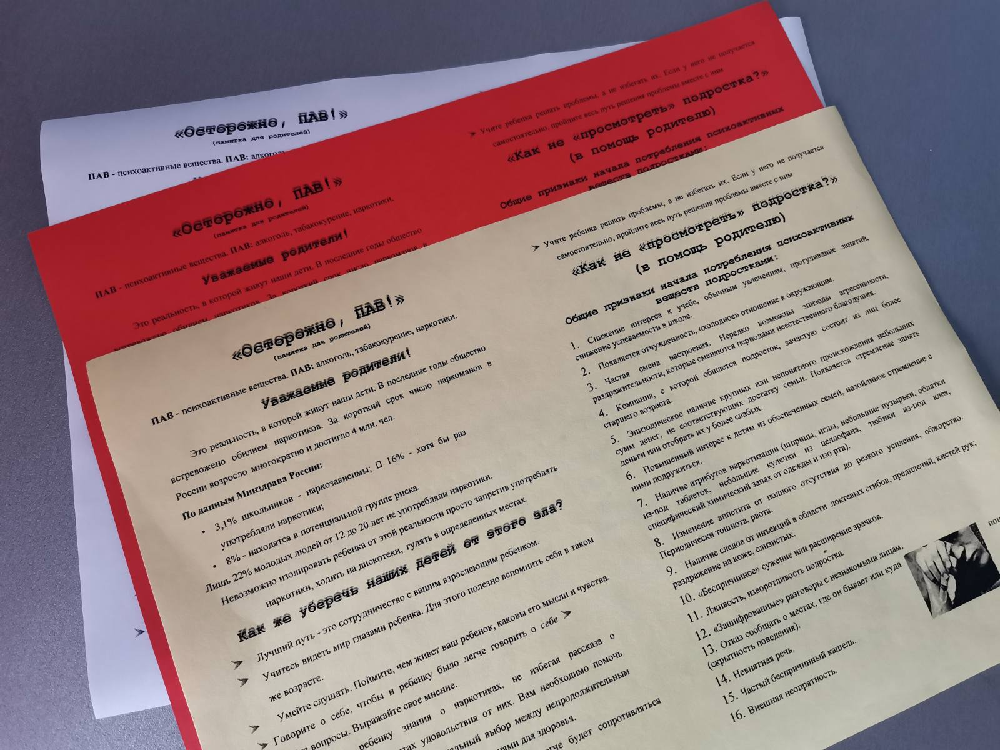 «Осторожно, ПАВ!»
(памятка для родителей)
ПАВ - психоактивные вещества. ПАВ:
«Осторожно, ПАВ!»
(памятка для родителей)
ПАВ - психоактивные вещества. ПАВ: алкоголь, табакокурение, наркотики.
Уважаемые родители!
Это реальность, в которой живут наши дети. В последние годы общество
обилием наркотиков. За короткий срок число наркоманов в
Учите ребенка решать проблемы, а не избегать их. Если у него не получается
самостоятельно, пройдите весь путь решения проблемы вместе с ним
«Как не «просмотреть» подростка?»
(в помощь родителю)
Общие признаки начала потребления психоактивных
веществ подростками:
«Осторожно, ПАВ!»
(памятка для родителей)
ПАВ - психоактивные вещества. ПАВ: алкоголь, табакокурение, наркотики.
Уважаемые родители!
Это реальность, в которой живут наши дети. В последние годы общество
встревожено обилием наркотиков. За короткий срок число наркоманов в
России возросло многократно и достигло 4 млн. чел.
По данным Минздрава России:
• 3,1% школьников - наркозависимы; 16% - хотя бы раз
употребляли наркотики;
• 8% - находятся в потенциальной группе риска.
Лишь 22% молодых людей от 12 до 20 лет не употребляли наркотики.
Невозможно изолировать ребенка от этой реальности просто запретив употреблять
наркотики, ходить на дискотеки, гулять в определенных местах.
Как же уберечь наших детей от этого зла?
➢ Лучший путь - это сотрудничество с вашим взрослеющим ребенком.
➢ Учитесь видеть мир глазами ребенка. Для этого полезно вспомнить себя в таком
же возрасте.
Умейте слушать. Поймите, чем живет ваш ребенок, каковы его мысли и чувства.
➢ Говорите о себе, чтобы и ребенку было легче говорить о себе ➢
➢ вопросы. Выражайте свое мнение.
ребенку знания о наркотиках, не избегая рассказа о
удовольствия от них. Вам необходимо помочь
выбор между непродолжительным
для здоровья.
будет сопротивляться
➢ Учите ребенка решать проблемы, а не избегать их. Если у него не получается
самостоятельно, пройдите весь путь решения проблемы вместе с ним
«Как не «просмотреть» подростка?»
(в помощь родителю)
Общие признаки начала потребления психоактивных
веществ подростками:
1. Снижение интереса к учебе, обычным увлечениям, прогуливание занятий,
снижение успеваемости в школе.
2. Появляется отчужденность, «холодное» отношение к окружающим.
3. Частая смена настроения. Нередко возможны эпизоды агрессивности,
раздражительности, которые сменяются периодами неестественного благодушия.
4. Компания, с которой общается подросток, зачастую состоит из лиц более
старшего возраста.
5. Эпизодическое наличие крупных или непонятного происхождения небольших
сумм денег, не соответствующих достатку семьи. Появляется стремление занять
деньги или отобрать их у более слабых.
6. Повышенный интерес к детям из обеспеченных семей, назойливое стремление с
ними подружиться.
7. Наличие атрибутов наркотизации (шприцы, иглы, небольшие пузырьки, облатки
из-под таблеток, небольшие кулечки из целлофана, тюбики из-под клея,
специфический химический запах от одежды и изо рта).
8. Изменение аппетита от полного отсутствия до резкого усиления, обжорство.
Периодически тошнота, рвота.
9. Наличие следов от инъекций в области локтевых сгибов, предплечий, кистей рук;
раздражение на коже, слизистых.
10. «Беспричинное» сужение или расширение зрачков.
11. Лживость, изворотливость подростка.
12. «Зашифрованные» разговоры с незнакомыми лицам.
13. Отказ сообщать о местах, где он бывает или куда
(скрытность поведения).
14. Невнятная речь.
15. Частый беспричинный кашель.
16. Внешняя неопрятность.